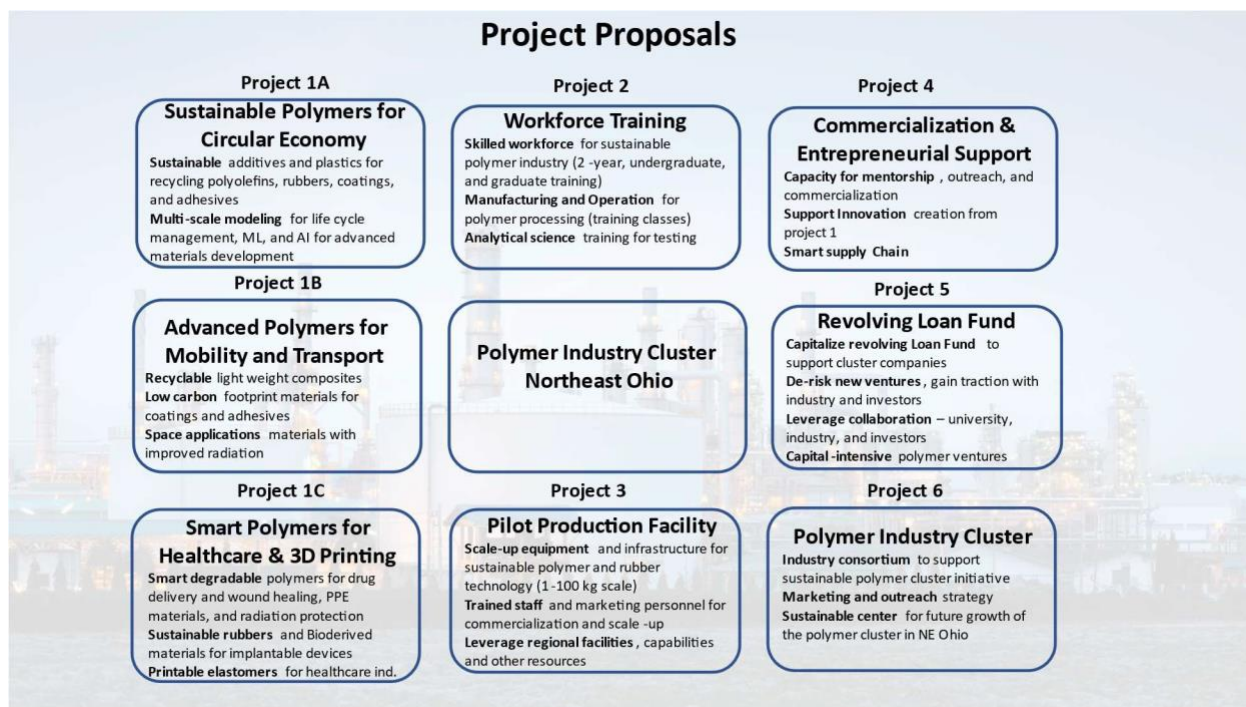 Project Proposals
Project 1A
Sustainable Polymers for
Circular Economy
Sustainable additives and plastics for
recycling polyolefins, rubbers, coatings,
and adhesives
Multi-scale modeling for life cycle
management, ML, and AI for advanced
materials development
Project 2
Workforce Training
Skilled workforce for sustainable
polymer industry (2 -year, undergraduate,
and graduate training)
Manufacturing and Operation for
polymer processing (training classes)
Analytical science training for testing
Project 4
Commercialization &
Entrepreneurial Support
Capacity for mentorship , outreach, and
commercialization
Support Innovation creation from
project 1
Smart supply Chain
Project 1B
Advanced Polymers for
Mobility and Transport
Recyclable light weight composites
Low carbon footprint materials for
coatings and adhesives
Space applications materials with
improved radiation
Polymer Industry Cluster
Northeast Ohio
Project 5
Revolving Loan Fund
Capitalize revolving Loan Fund to
support cluster companies
De-risk new ventures , gain traction with
industry and investors
Leverage collaboration – university,
industry, and investors
Capital -intensive polymer ventures
Project 1C
Smart Polymers for
Healthcare & 3D Printing
Smart degradable polymers for drug
delivery and wound healing, PPE
materials, and radiation protection
Sustainable rubbers and Bioderived
materials for implantable devices
Printable elastomers for healthcare ind.
Project 3
Pilot Production Facility
Scale-up equipment and infrastructure for
sustainable polymer and rubber
technology (1-100 kg scale)
Trained staff and marketing personnel for
commercialization and scale -up
Leverage regional facilities , capabilities
and other resources
Project 6
Polymer Industry Cluster
Industry consortium to support
sustainable polymer cluster initiative
Marketing and outreach strategy
Sustainable center for future growth of
the polymer cluster in NE Ohio